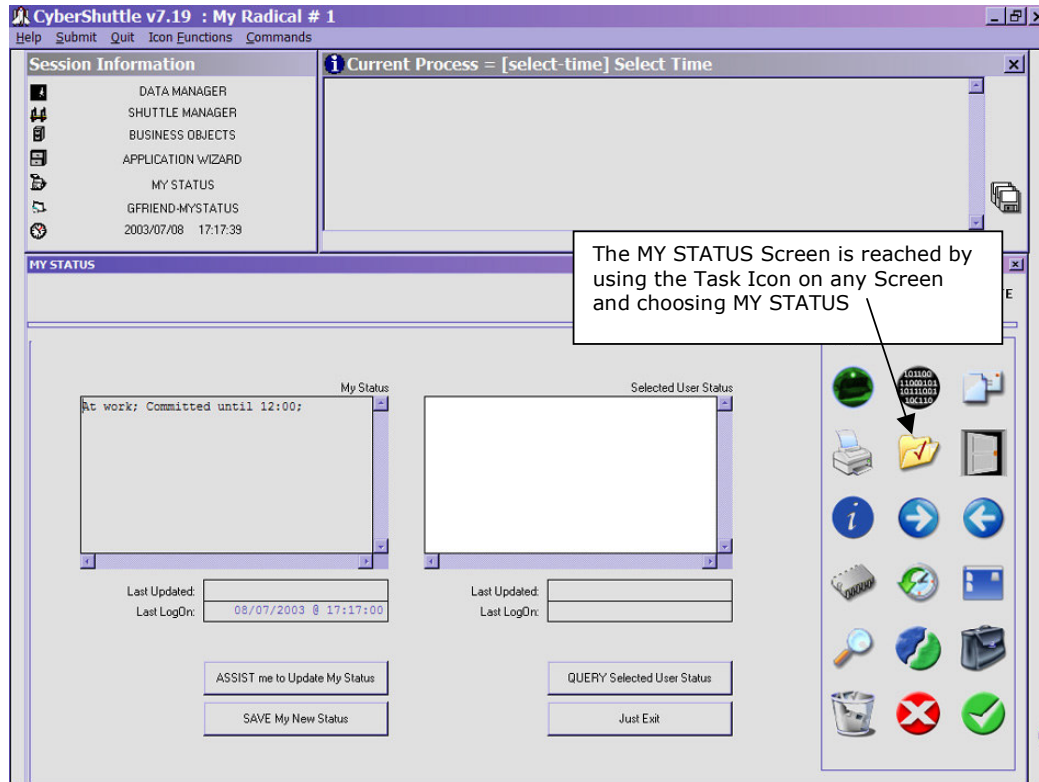 CyberShuttle v7.19 : My Radical # 1
Help Submit Quit Icon Functions Commands
Session Information
DATA MANAGER
SHUTTLE MANAGER
BUSINESS OBJECTS
APPLICATION WIZARD
MY STATUS
GFRIEND-MYSTATUS
2003/07/08 17:17:39
Current Process = [select-time] Select Time
The MY STATUS Screen is reached by
using the Task Icon on any Screen
and choosing MY STATUS
MY STATUS
My Status
At work; Committed until 12:00;
Selected User Status
Last Updated:
Last LogOn: 08/07/2003 @ 17:17:00
Last Updated:
Last LogOn:
ASSIST me to Update My Status
QUERY Selected User Status
SAVE My New Status
Just Exit
101100
11000101
10111001
100110